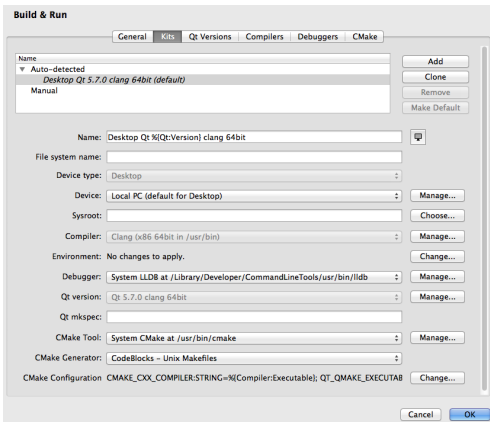 Build & Run
General Kits Qt Versions Compilers Debuggers CMake
Name
Auto-detected
Desktop Qt 5.7.0 clang 64bit (default)
Manual
Add
Clone
Remove
Make Default
Name: Desktop Qt %{Qt:Version} clang 64bit
File system name:
Device type: Desktop
Device: Local PC (default for Desktop) Manage...
Sysroot: Choose...
Compiler: Clang (x86 64bit in /usr/bin) Manage...
Environment: No changes to apply. Change...
Debugger: System LLDB at /Library/Developer/CommandLineTools/usr/bin/lldb Manage...
Qt version: Qt 5.7.0 clang 64bit Manage...
Qt mkspec:
CMake Tool: System CMake at /usr/bin/cmake Manage...
CMake Generator: CodeBlocks - Unix Makefiles
CMake Configuration CMAKE_CXX_COMPILER:STRING=%{Compiler:Executable}; QT_QMAKE_EXECUTAB Change...
Cancel OK